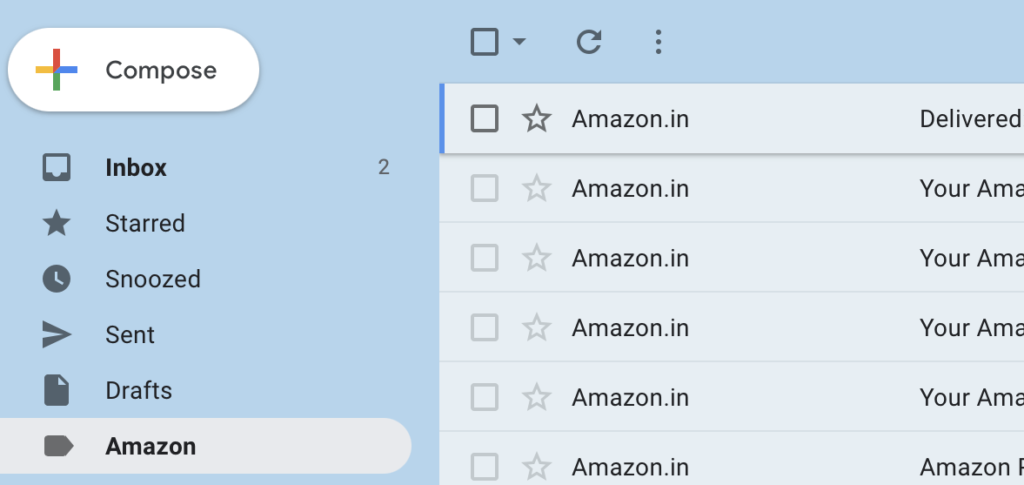 Compose
Inbox 2
Starred
Snoozed
Sent
Drafts
Amazon
Amazon.in Delivered
Amazon.in Your Ama
Amazon.in Your Ama
Amazon.in Your Ama
Amazon.in Your Ama
Amazon.in Amazon